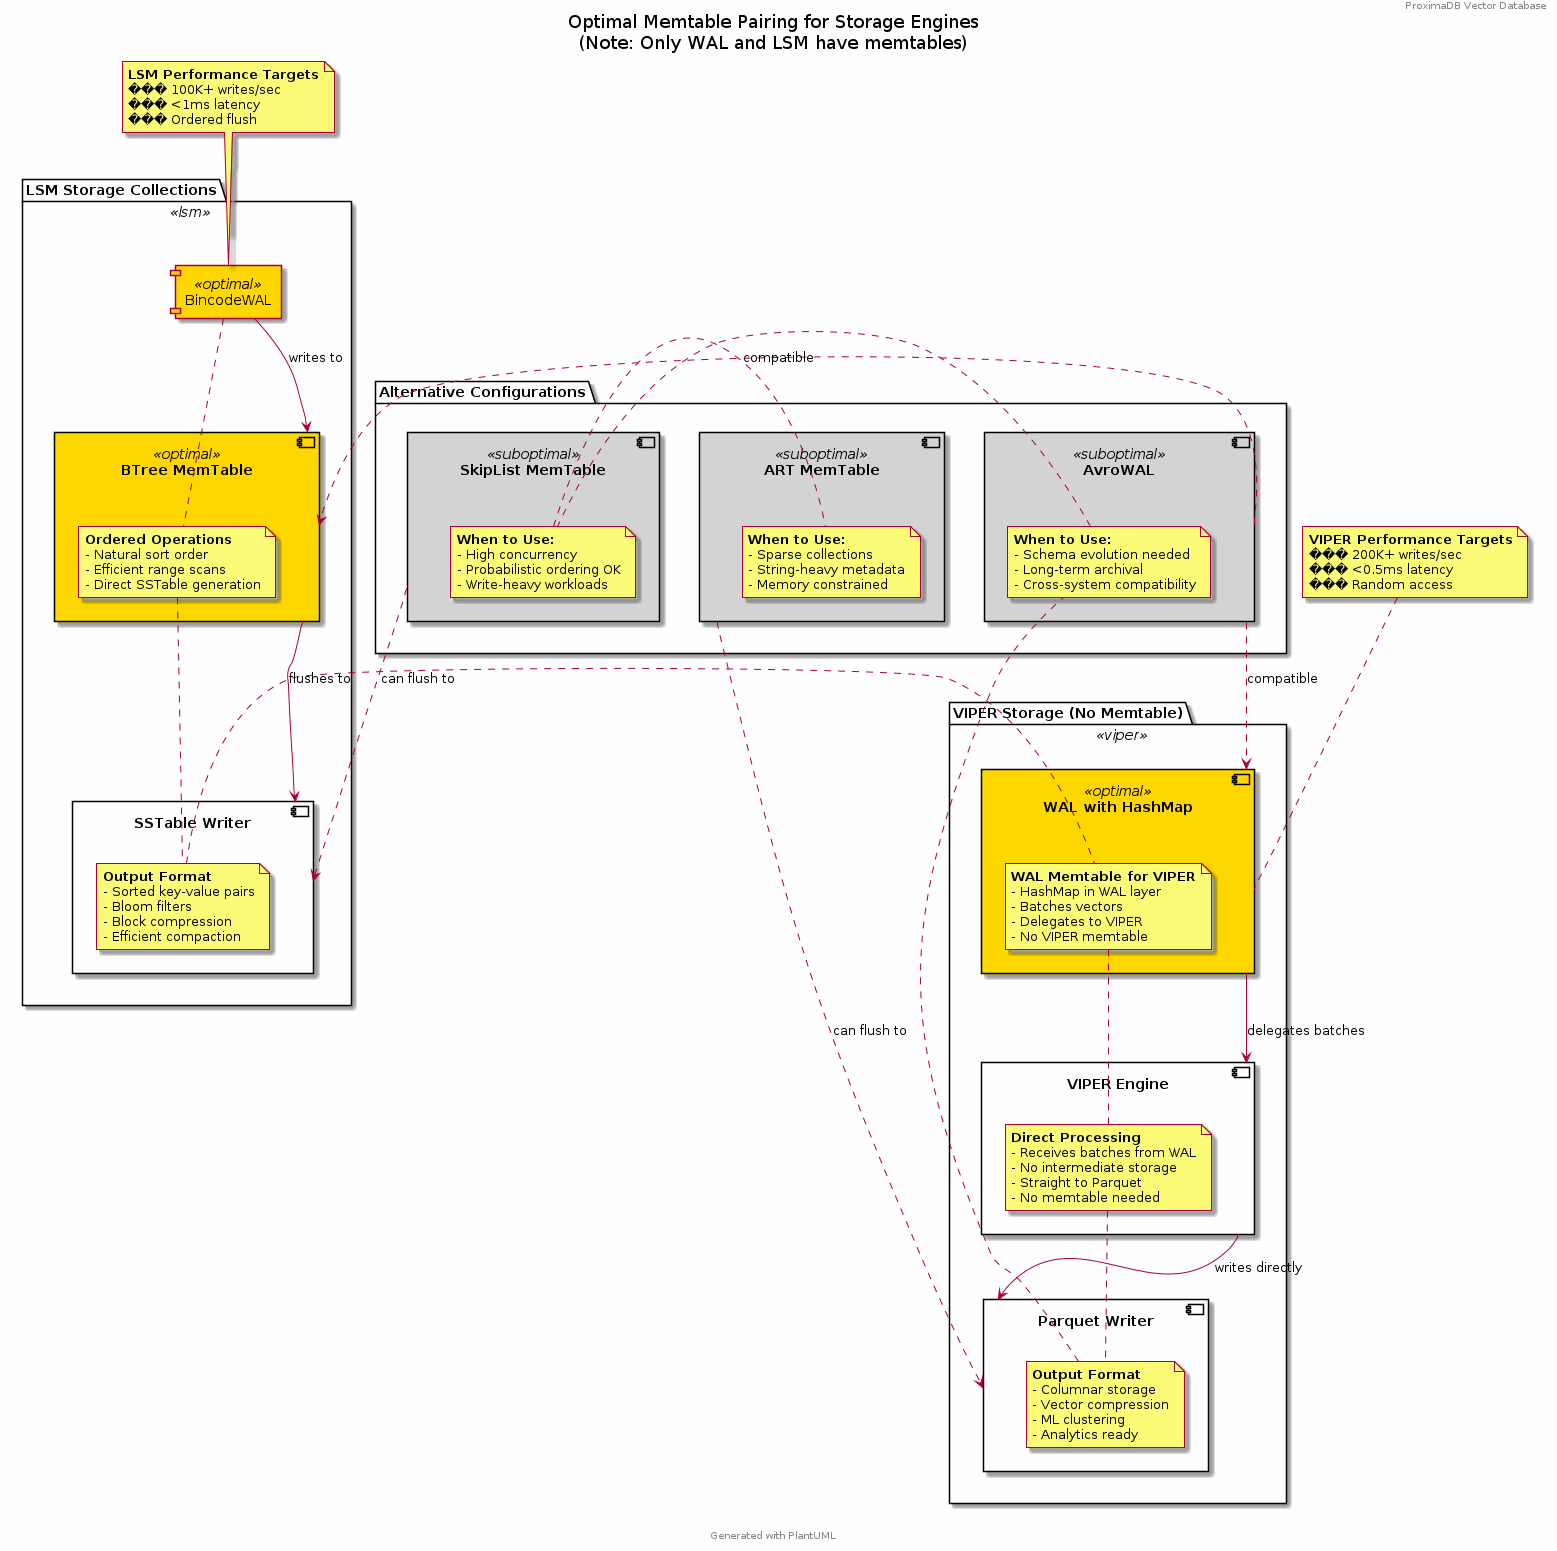 ProximaDB Vector Database
Optimal Memtable Pairing for Storage Engines
(Note: Only WAL and LSM have memtables)
LSM Performance Targets
��� 100K+ writes/sec
��� <1ms latency
��� Ordered flush
LSM Storage Collections
«lsm»
«optimal»
BincodeWAL
writes to
«optimal»
BTree MemTable
Ordered Operations
- Natural sort order
- Efficient range scans
- Direct SSTable generation
flushes to
SSTable Writer
Output Format
- Sorted key-value pairs
- Bloom filters
- Block compression
- Efficient compaction
compatible
Alternative Configurations
«suboptimal»
SkipList MemTable
When to Use:
- High concurrency
- Probabilistic ordering OK
- Write-heavy workloads
«suboptimal»
ART MemTable
When to Use:
- Sparse collections
- String-heavy metadata
- Memory constrained
«suboptimal»
AvroWAL
When to Use:
- Schema evolution needed
- Long-term archival
- Cross-system compatibility
VIPER Performance Targets
��� 200K+ writes/sec
��� <0.5ms latency
��� Random access
can flush to
compatible
VIPER Storage (No Memtable)
«viper»
«optimal»
WAL with HashMap
WAL Memtable for VIPER
- HashMap in WAL layer
- Batches vectors
- Delegates to VIPER
- No VIPER memtable
can flush to
delegates batches
VIPER Engine
Direct Processing
- Receives batches from WAL
- No intermediate storage
- Straight to Parquet
- No memtable needed
writes directly
Parquet Writer
Output Format
- Columnar storage
- Vector compression
- ML clustering
- Analytics ready
Generated with PlantUML